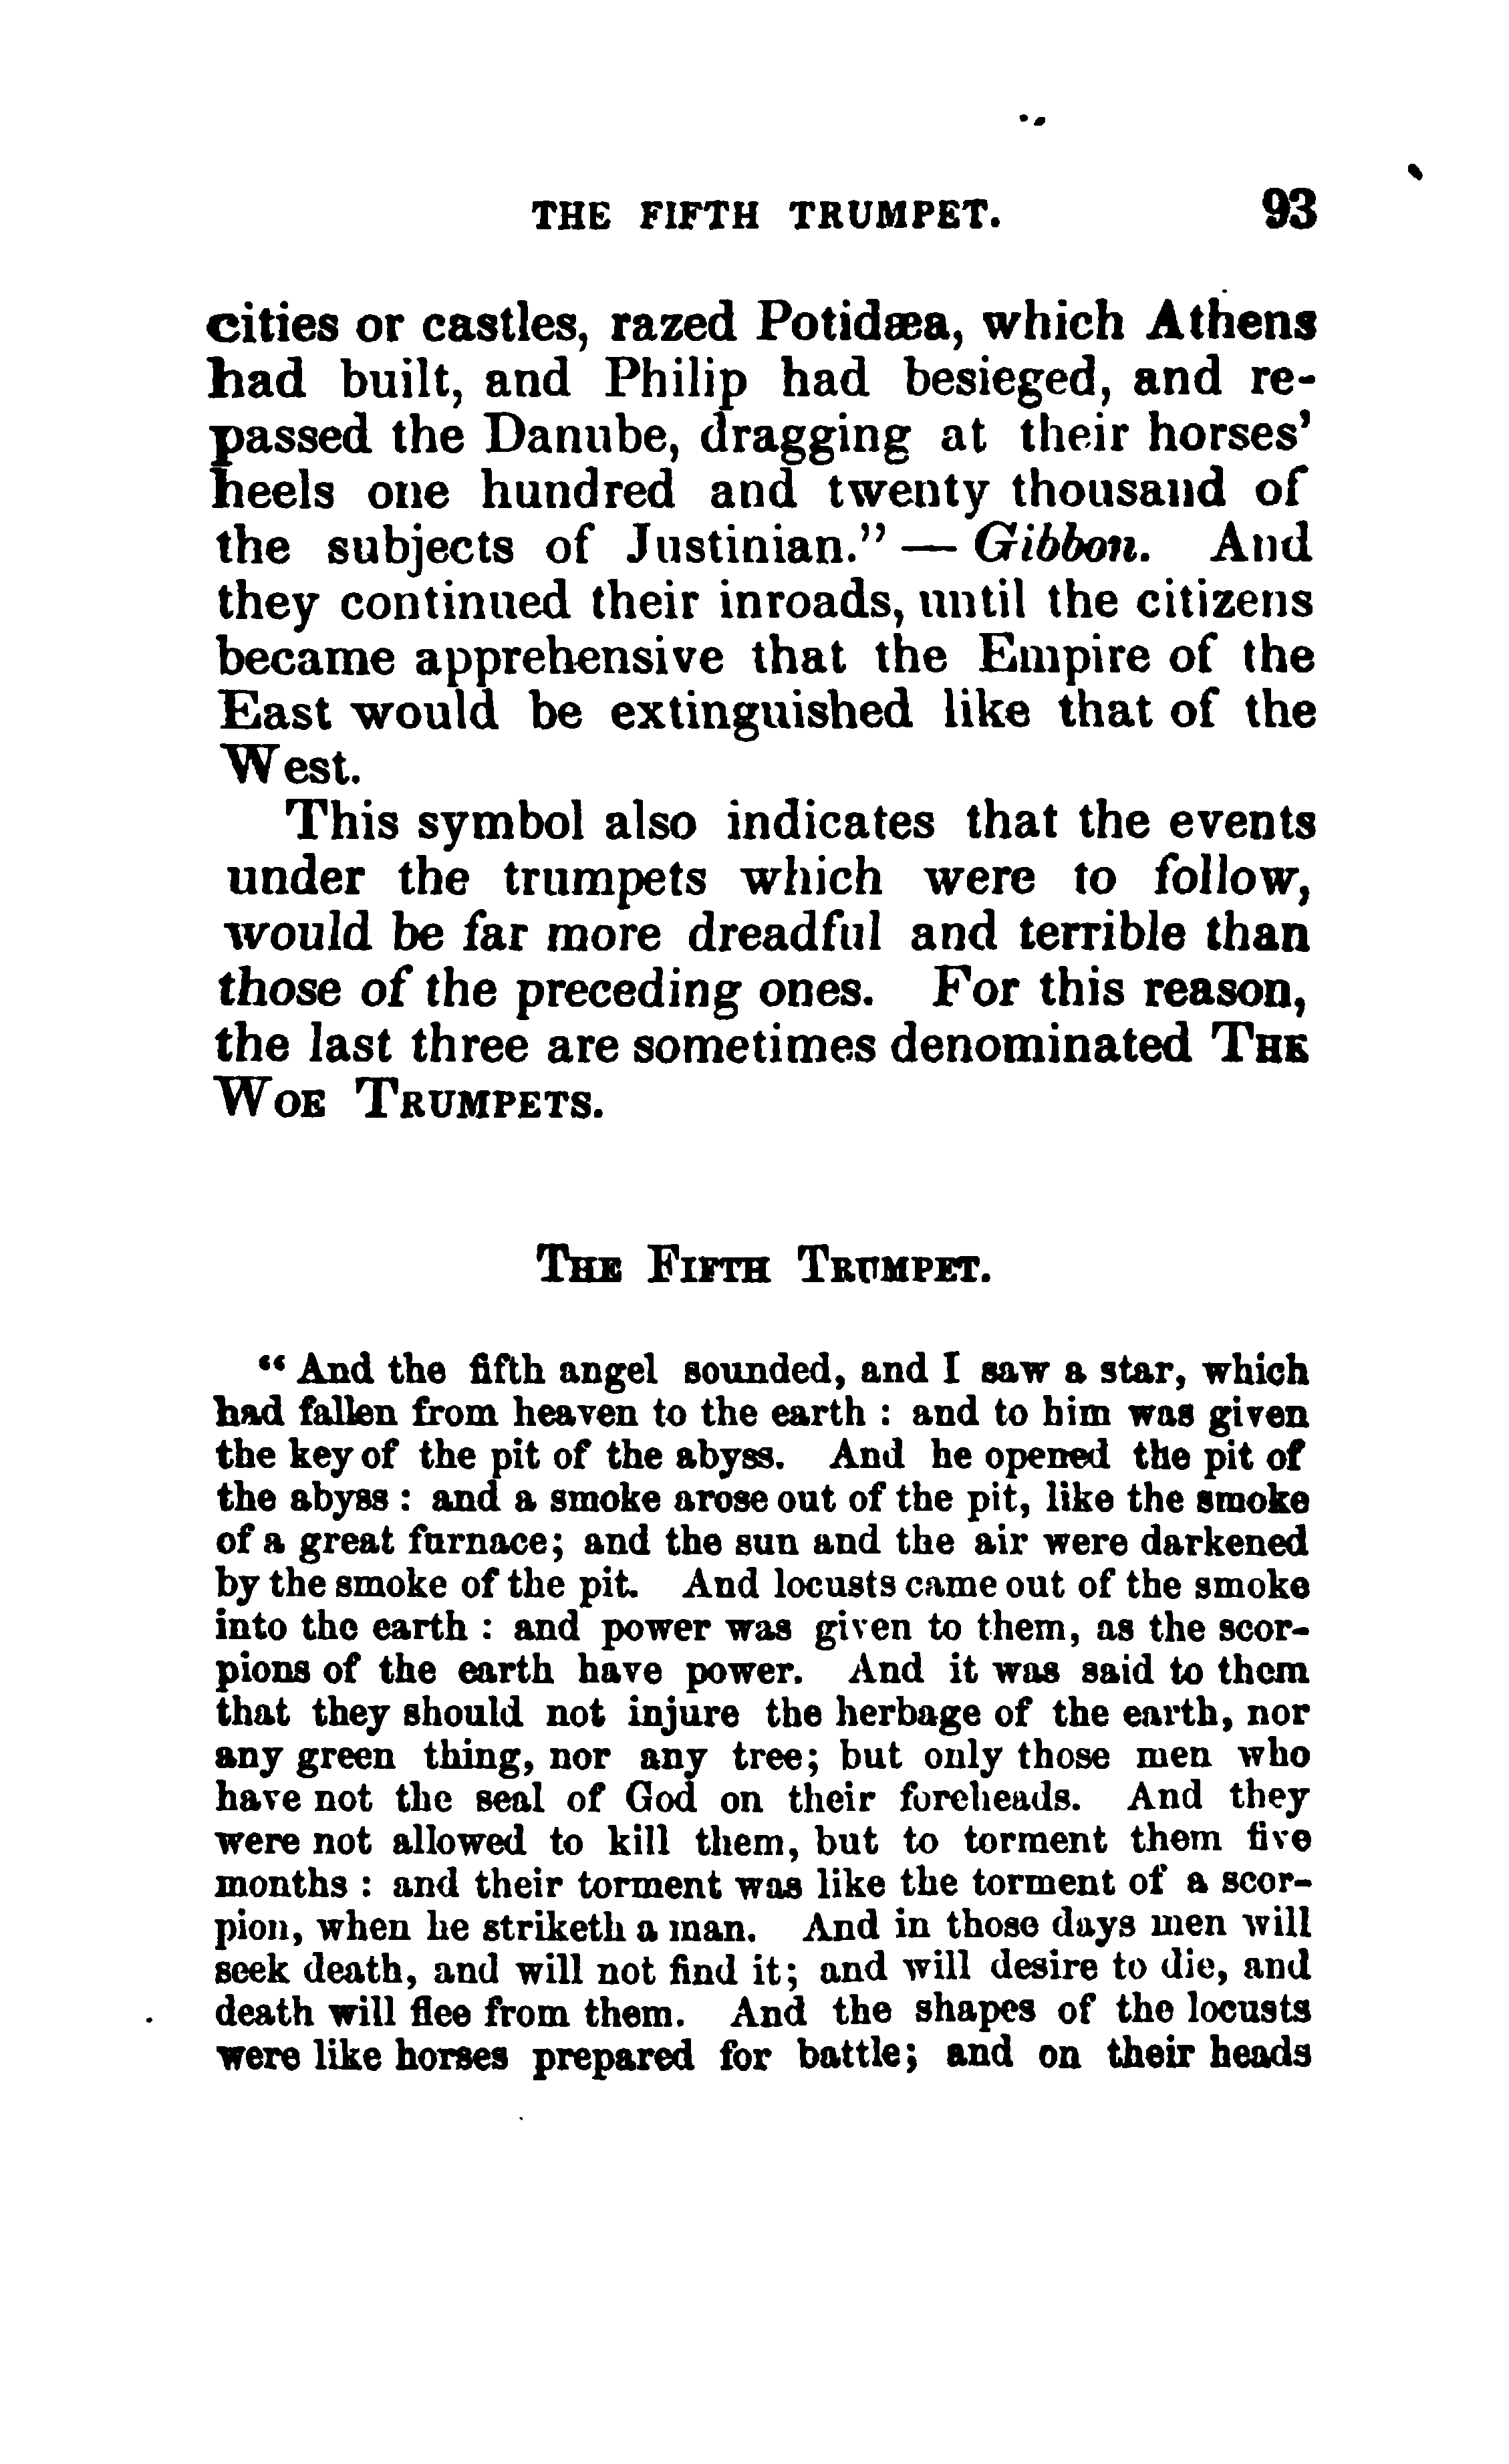 THE FIFTH TRUMPET. 93
cities or castles, razed Potidæa, which Athens
had built, and Philip had besieged, and re-
passed the Danube, dragging at their horses'
heels one hundred and twenty thousand of
the subjects of Justinian." — Gibbon. And
they continued their inroads, until the citizens
became apprehensive that the Empire of the
East would be extinguished like that of the
West.
This symbol also indicates that the events
under the trumpets which were to follow,
would be far more dreadful and terrible than
those of the preceding ones. For this reason,
the last three are sometimes denominated THE
WOE TRUMPETS.
THE FIFTH TRUMPET.
"And the fifth angel sounded, and I saw a star, which
had fallen from heaven to the earth : and to him was given
the key of the pit of the abyss. And he opened the pit of
the abyss : and a smoke arose out of the pit, like the smoke
of a great furnace; and the sun and the air were darkened
by the smoke of the pit. And locusts came out of the smoke
into the earth : and power was given to them, as the scor-
pions of the earth have power. And it was said to them
that they should not injure the herbage of the earth, nor
any green thing, nor any tree; but only those men who
have not the seal of God on their foreheads. And they
were not allowed to kill them, but to torment them five
months : and their torment was like the torment of a scor-
pion, when he striketh a man. And in those days men will
seek death, and will not find it; and will desire to die, and
death will flee from them. And the shapes of the locusts
were like horses prepared for battle; and on their heads